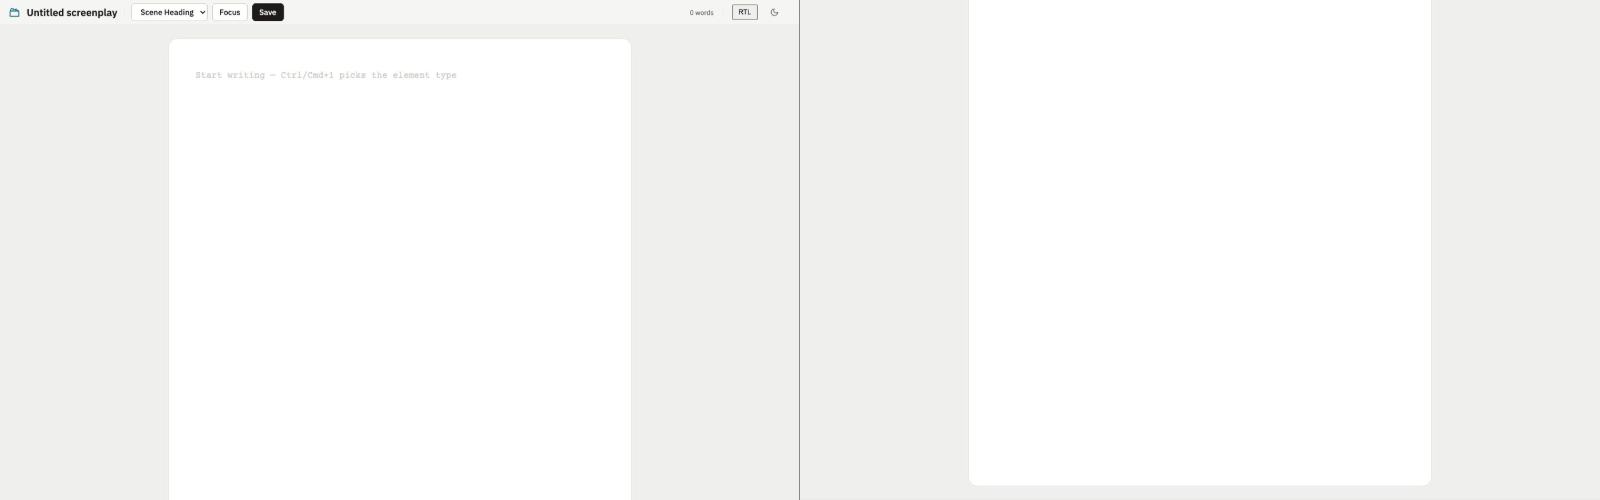 Untitled screenplay Scene Heading Focus Save 0 words RTL
Start writing — Ctrl/Cmd+1 picks the element type